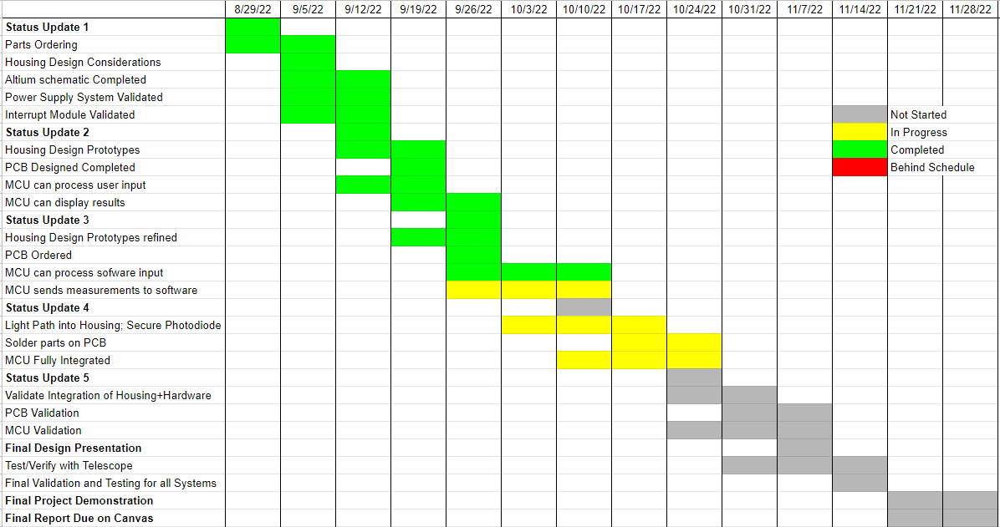 8/29/22 9/5/22 9/12/22 9/19/22 9/26/22 10/3/22 10/10/22 10/17/22 10/24/22 10/31/22 11/7/22 11/14/22 11/21/22 11/28/22
Status Update 1
Parts Ordering
Housing Design Considerations
Altium schematic Completed
Power Supply System Validated
Interrupt Module Validated
Not Started
Status Update 2
In Progress
Housing Design Prototypes
Completed
PCB Designed Completed
Behind Schedule
MCU can process user input
MCU can display results
Status Update 3
Housing Design Prototypes refined
PCB Ordered
MCU can process sofware input
MCU sends measurements to software
Status Update 4
Light Path into Housing; Secure Photodiode
Solder parts on PCB
MCU Fully Integrated
Status Update 5
Validate Integration of Housing+Hardware
PCB Validation
MCU Validation
Final Design Presentation
Test/Verify with Telescope
Final Validation and Testing for all Systems
Final Project Demonstration
Final Report Due on Canvas